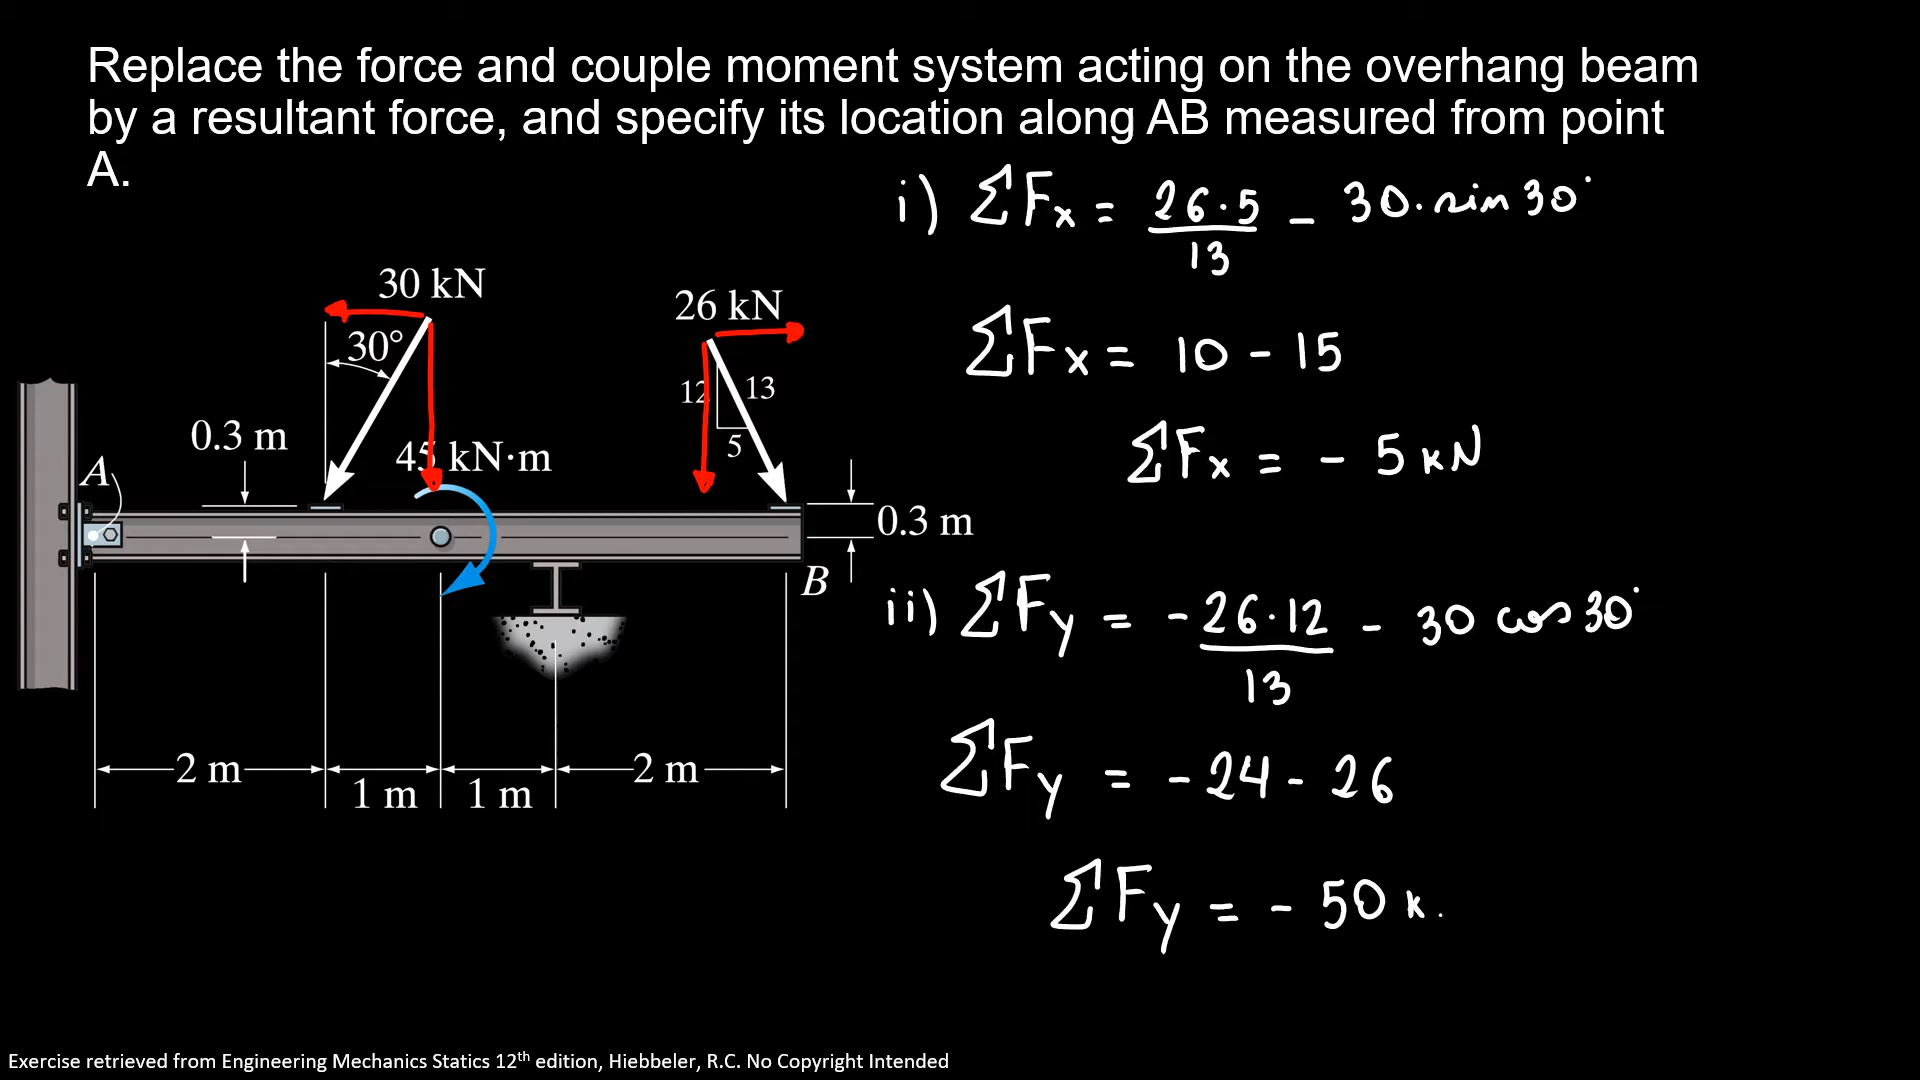 Replace the force and couple moment system acting on the overhang beam
by a resultant force, and specify its location along AB measured from point
A.
i) ΣFx = 26·5/13 - 30·sin30°
ΣFx = 10 - 15
ΣFx = -5 kN
ii) ΣFy = -26·12/13 - 30 cos30°
ΣFy = -24 - 26
ΣFy = -50 k.
30 kN
26 kN
30°
12
13
5
0.3 m
45 kN·m
A
0.3 m
B
2 m
1 m
1 m
2 m
Exercise retrieved from Engineering Mechanics Statics 12th edition, Hiebbeler, R.C. No Copyright Intended